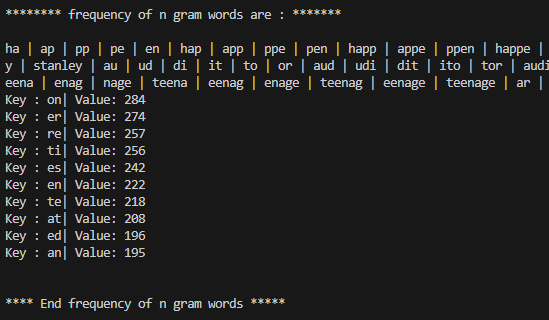 ******** frequency of n gram words are : *******
ha | ap | pp | pe | en | hap | app | ppe | pen | happ | appe | ppen | happe |
y | stanley | au | ud | di | it | to | or | aud | udi | dit | ito | tor | audi
eena | enag | nage | teena | eenag | enage | teenag | eenage | teenage | ar |
Key : on| Value: 284
Key : er| Value: 274
Key : re| Value: 257
Key : ti| Value: 256
Key : es| Value: 242
Key : en| Value: 222
Key : te| Value: 218
Key : at| Value: 208
Key : ed| Value: 196
Key : an| Value: 195
**** End frequency of n gram words *****